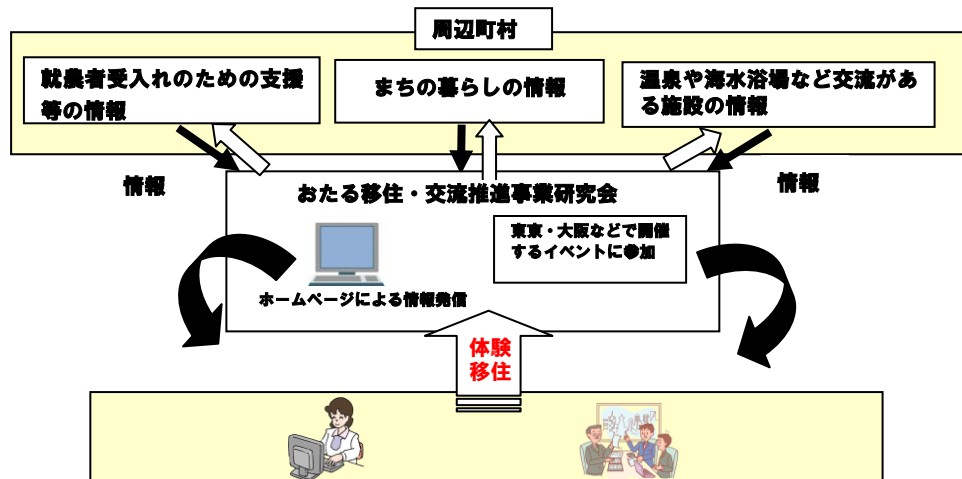 周辺町村
就農者受入れのための支援
等の情報
まちの暮らしの情報
温泉や海水浴場など交流があ
る施設の情報
情報
情報
おたる移住・交流推進事業研究会
東京・大阪などで開催
するイベントに参加
ホームページによる情報発信
体験
移住